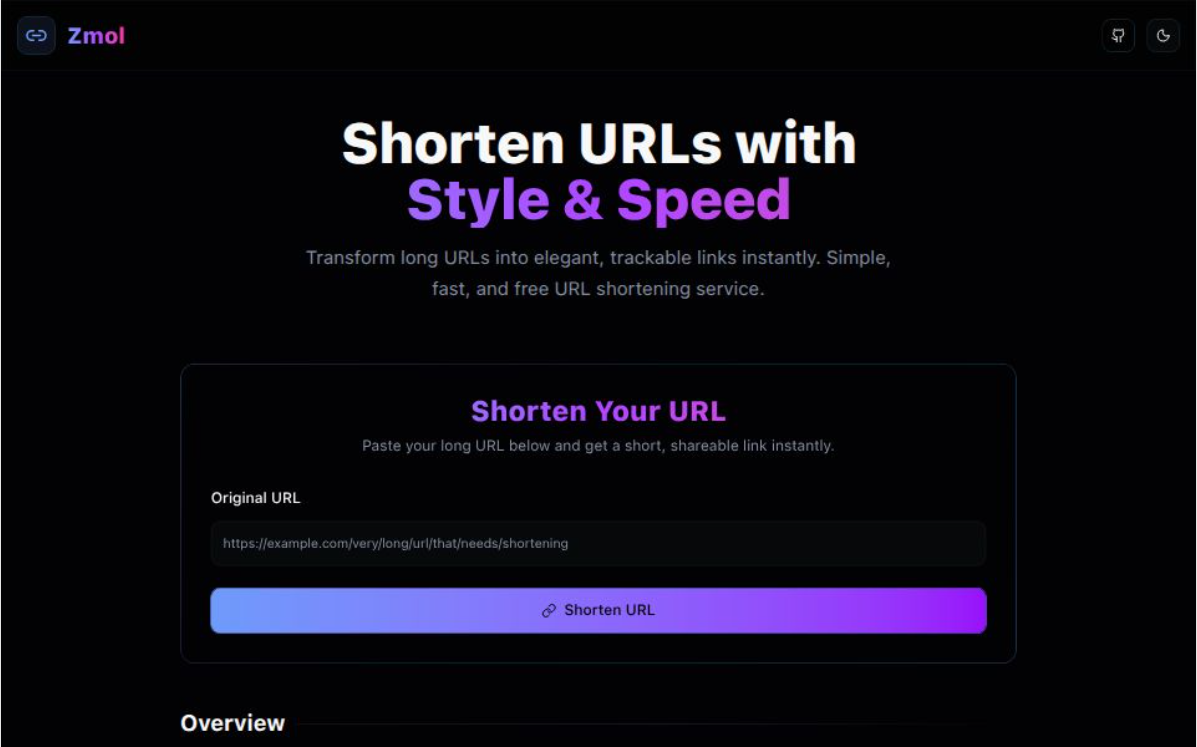 Zmol
Shorten URLs with
Style & Speed
Transform long URLs into elegant, trackable links instantly. Simple,
fast, and free URL shortening service.
Shorten Your URL
Paste your long URL below and get a short, shareable link instantly.
Original URL
https://example.com/very/long/url/that/needs/shortening
Shorten URL
Overview